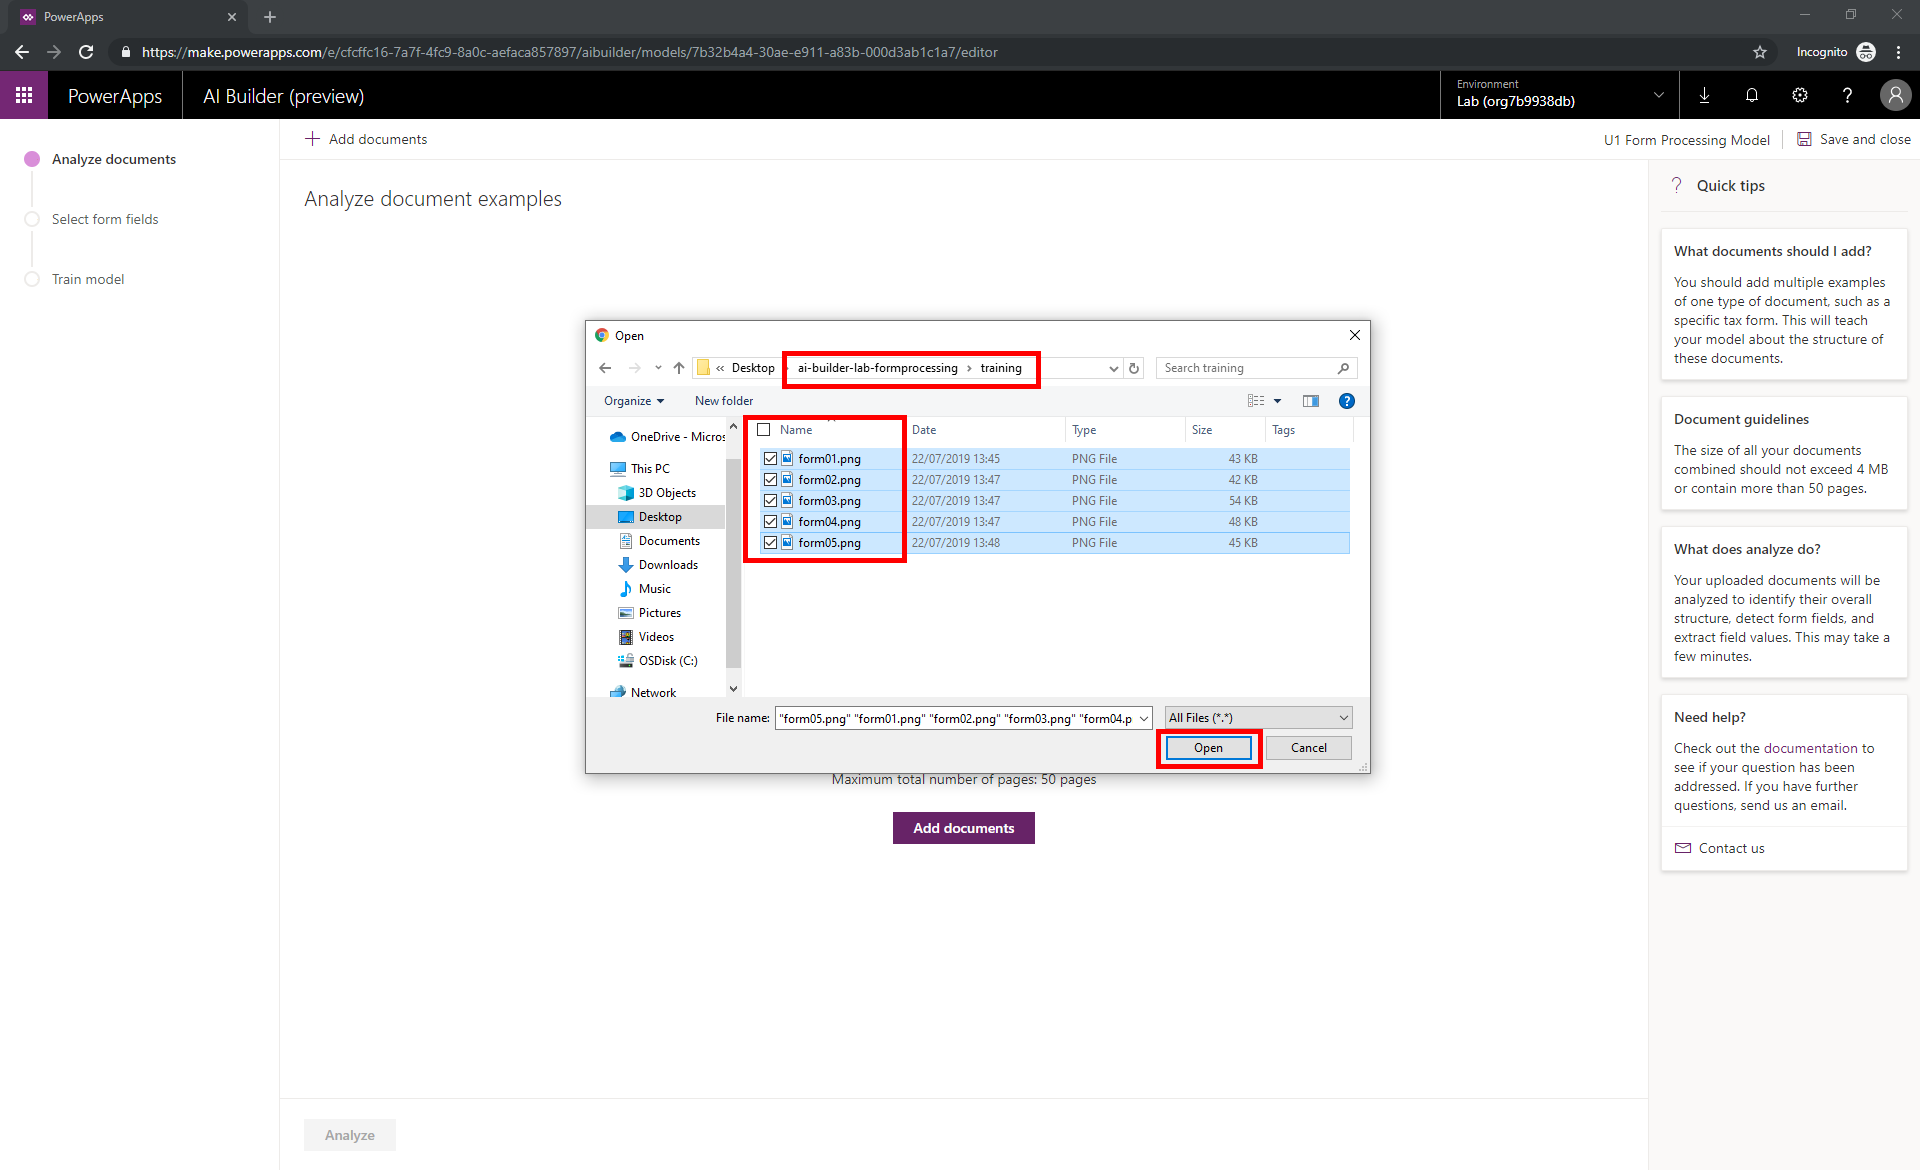 PowerApps
https://make.powerapps.com/e/cfcffc16-7a7f-4fc9-8a0c-aefaca857897/aibuilder/models/7b32b4a4-30ae-e911-a83b-000d3ab1c1a7/editor
Incognito
PowerApps
AI Builder (preview)
Environment
Lab (org7b9938db)
Analyze documents
Select form fields
Train model
Add documents
U1 Form Processing Model
Save and close
Analyze document examples
Open
« Desktop
ai-builder-lab-formprocessing > training
Search training
Organize
New folder
OneDrive - Micros
This PC
3D Objects
Desktop
Documents
Downloads
Music
Pictures
Videos
OSDisk (C:)
Network
Name Date Type Size Tags
form01.png 22/07/2019 13:45 PNG File 43 KB
form02.png 22/07/2019 13:47 PNG File 42 KB
form03.png 22/07/2019 13:47 PNG File 54 KB
form04.png 22/07/2019 13:47 PNG File 48 KB
form05.png 22/07/2019 13:48 PNG File 45 KB
File name: "form05.png" "form01.png" "form02.png" "form03.png" "form04.p
All Files (*.*)
Open
Cancel
Maximum total number of pages: 50 pages
Add documents
Analyze
Quick tips
What documents should I add?
You should add multiple examples
of one type of document, such as a
specific tax form. This will teach
your model about the structure of
these documents.
Document guidelines
The size of all your documents
combined should not exceed 4 MB
or contain more than 50 pages.
What does analyze do?
Your uploaded documents will be
analyzed to identify their overall
structure, detect form fields, and
extract field values. This may take a
few minutes.
Need help?
Check out the documentation to
see if your question has been
addressed. If you have further
questions, send us an email.
Contact us